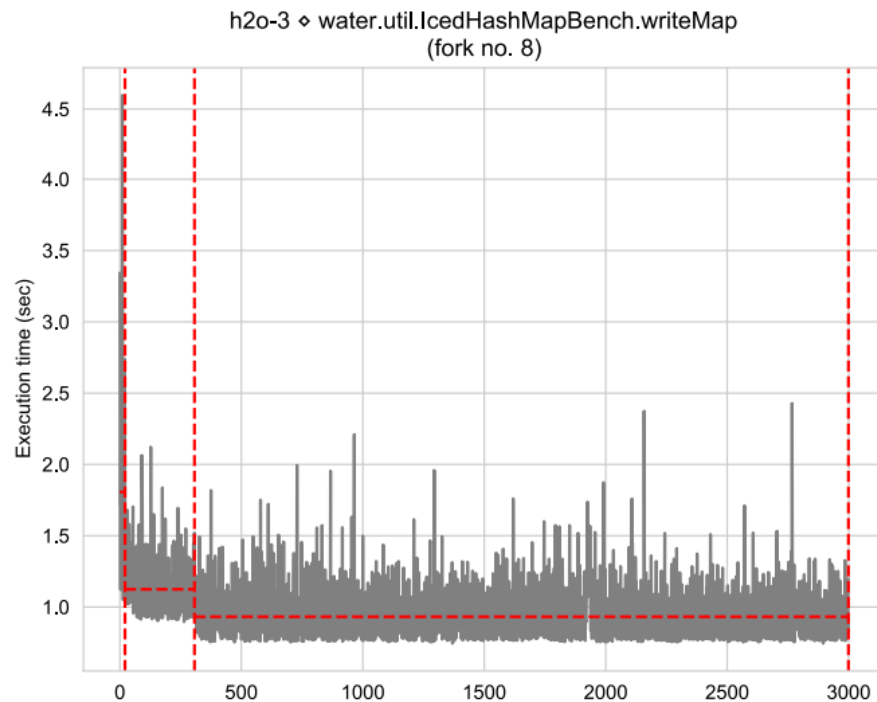 h2o-3 ⋄ water.util.IcedHashMapBench.writeMap
(fork no. 8)
Execution time (sec)
4.5
4.0
3.5
3.0
2.5
2.0
1.5
1.0
0 500 1000 1500 2000 2500 3000